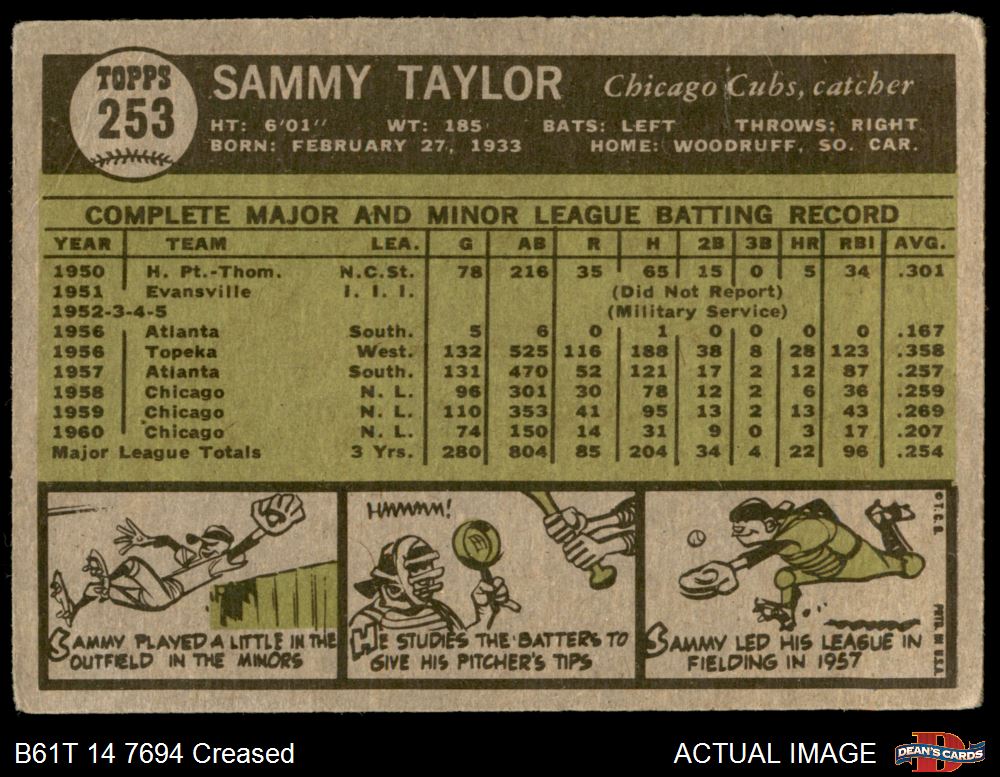 TOPPS
253
SAMMY TAYLOR Chicago Cubs, catcher
HT: 6'01" WT: 185 BATS: LEFT THROWS: RIGHT
BORN: FEBRUARY 27, 1933 HOME: WOODRUFF, SO. CAR.
COMPLETE MAJOR AND MINOR LEAGUE BATTING RECORD
YEAR TEAM LEA. G AB R H 2B 3B HR RBI AVG.
1950 H. Pt.-Thom. N.C.St. 78 216 35 65 15 0 5 34 .301
1951 Evansville I. I. I. (Did Not Report)
1952-3-4-5 (Military Service)
1956 Atlanta South. 5 6 0 1 0 0 0 0 .167
1956 Topeka West. 132 525 116 188 38 8 28 123 .358
1957 Atlanta South. 131 470 52 121 17 2 12 87 .257
1958 Chicago N. L. 96 301 30 78 12 2 6 36 .259
1959 Chicago N. L. 110 353 41 95 13 2 13 43 .269
1960 Chicago N. L. 74 150 14 31 9 0 3 17 .207
Major League Totals 3 Yrs. 280 804 85 204 34 4 22 96 .254
SAMMY PLAYED A LITTLE IN THE
OUTFIELD IN THE MINORS
HMMMM!
HE STUDIES THE BATTERS TO
GIVE HIS PITCHER'S TIPS
SAMMY LED HIS LEAGUE IN
FIELDING IN 1957
© T.C.G.
PRTD. IN U.S.A.
B61T 14 7694 Creased
ACTUAL IMAGE
DEAN'S CARDS